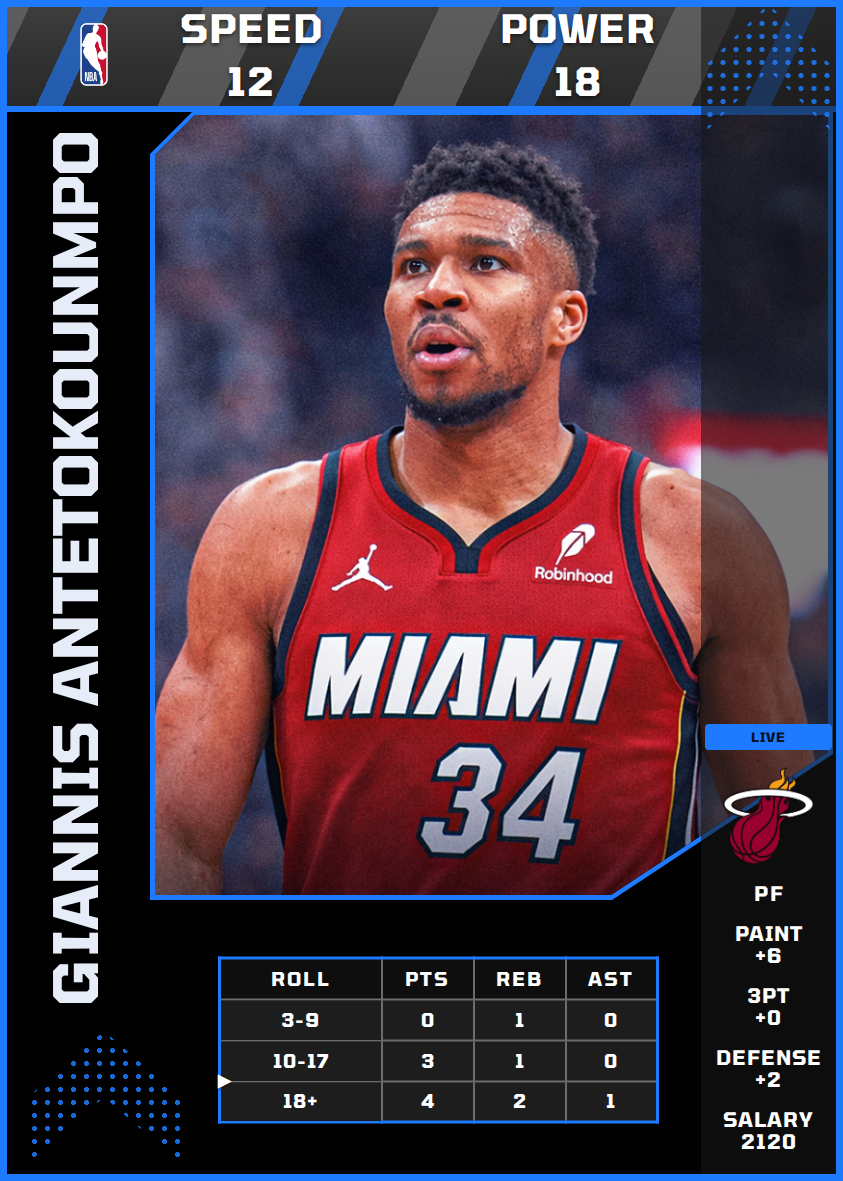 SPEED
12
POWER
18
NBA
GIANNIS ANTETOKOUNMPO
Robinhood
MIAMI
34
LIVE
PF
PAINT
+6
3PT
+0
DEFENSE
+2
SALARY
2120
ROLL PTS REB AST
3-9 0 1 0
10-17 3 1 0
18+ 4 2 1